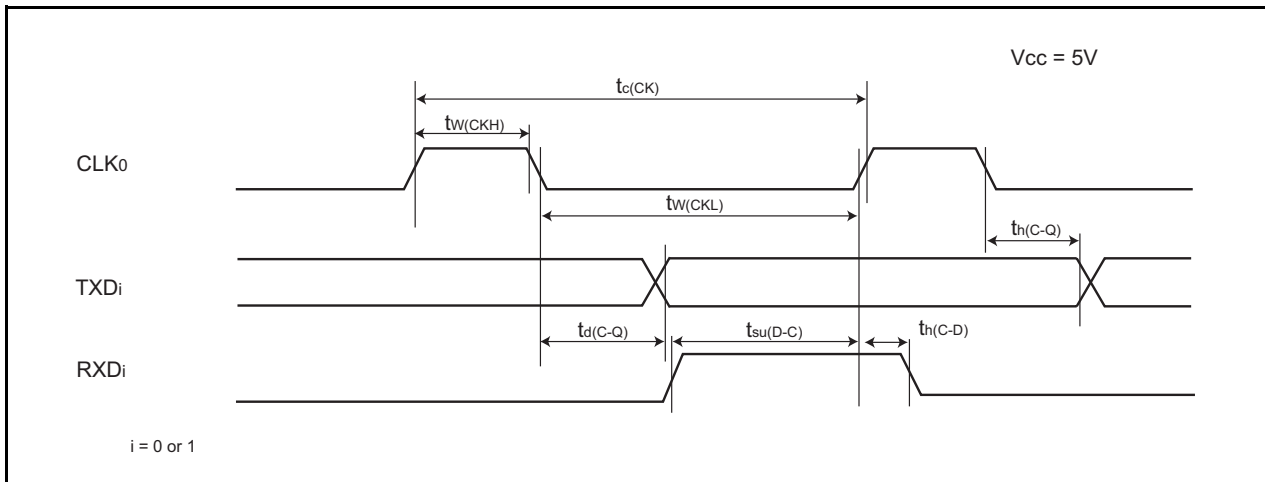 Vcc = 5V
tc(CK)
tW(CKH)
CLK0
tW(CKL)
th(C-Q)
TXDi
td(C-Q)
tsu(D-C)
th(C-D)
RXDi
i = 0 or 1